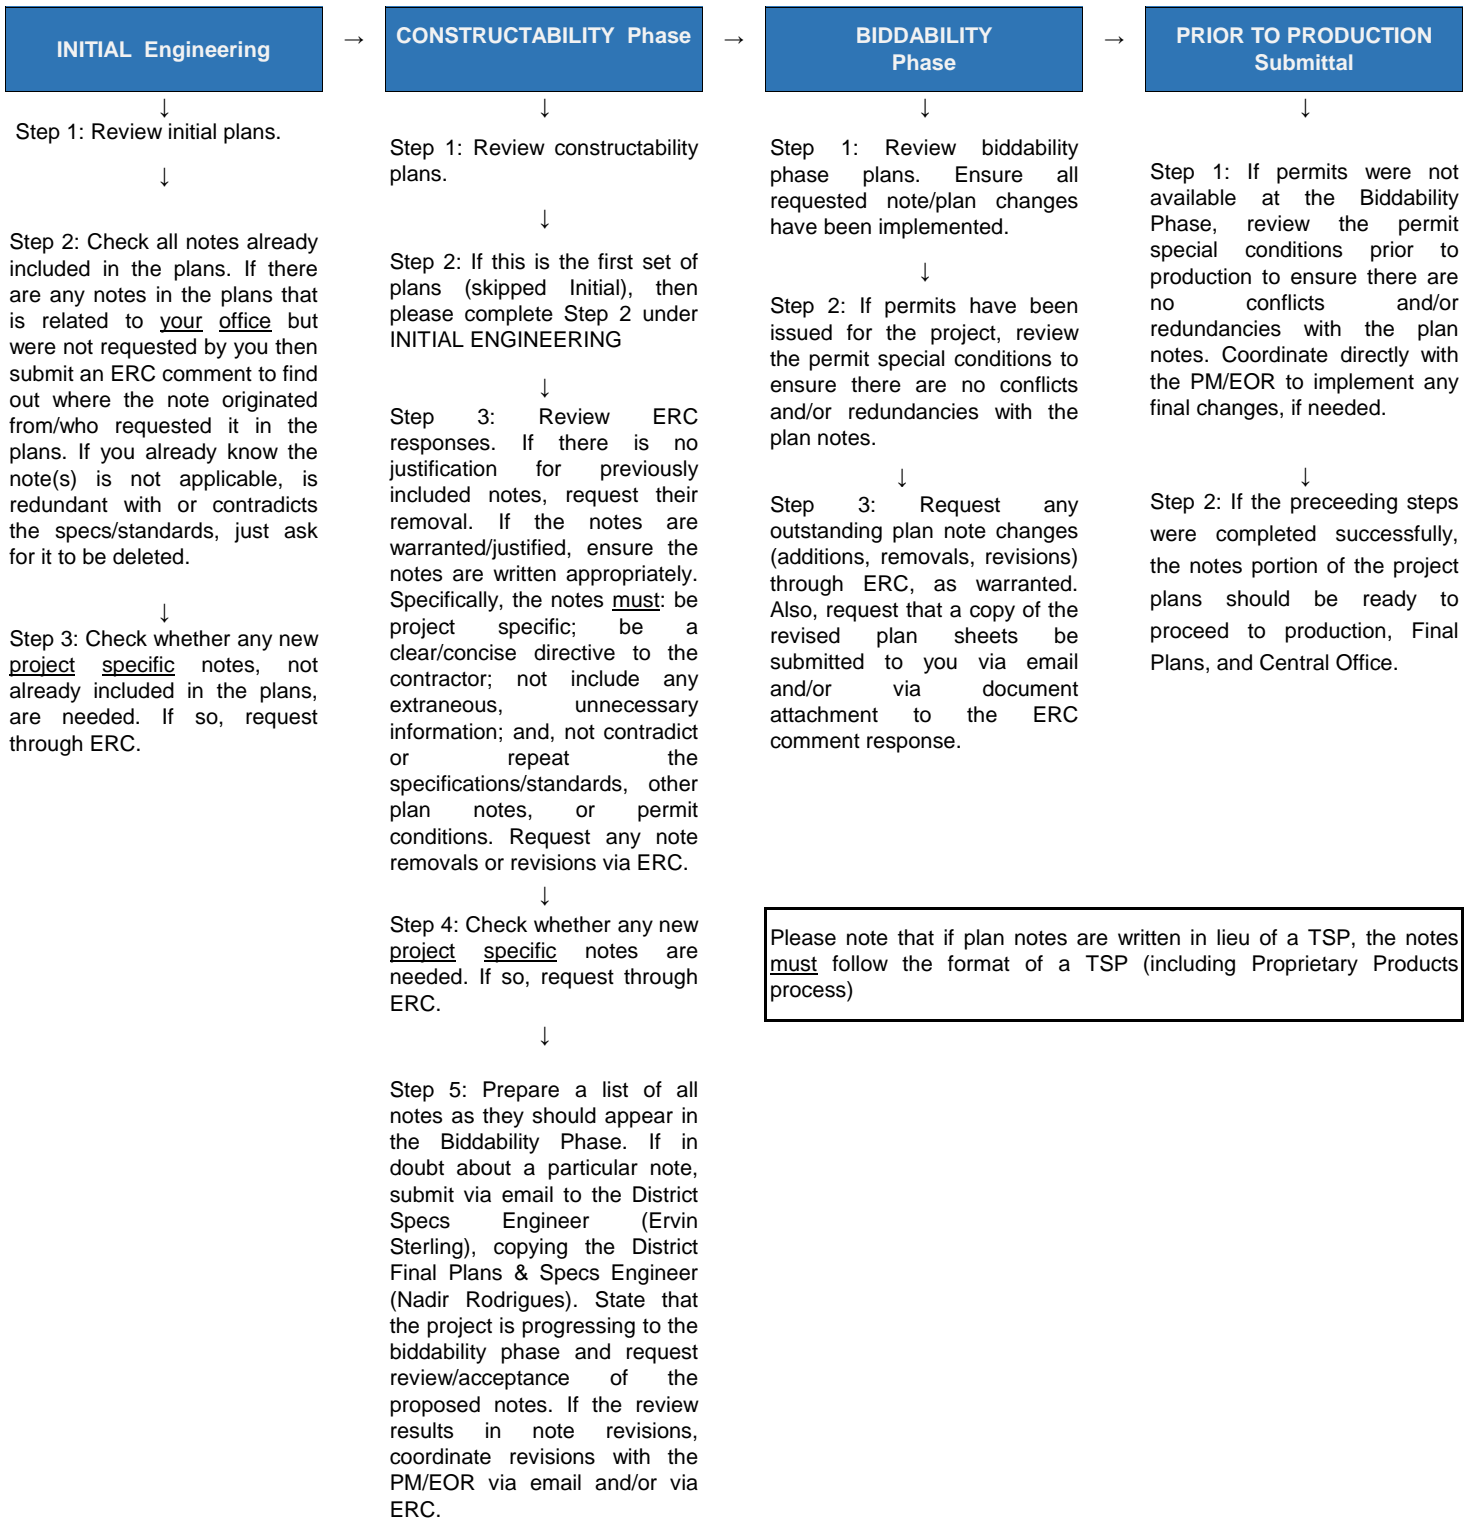 INITIAL Engineering
↓
Step 1: Review initial plans.
↓
Step 2: Check all notes already
included in the plans. If there
are any notes in the plans that
is related to your office but
were not requested by you then
submit an ERC comment to find
out where the note originated
from/who requested it in the
plans. If you already know the
note(s) is not applicable, is
redundant with or contradicts
the specs/standards, just ask
for it to be deleted.
↓
Step 3: Check whether any new
project specific notes, not
already included in the plans,
are needed. If so, request
through ERC.
→
CONSTRUCTABILITY Phase
↓
Step 1: Review constructability
plans.
↓
Step 2: If this is the first set of
plans (skipped Initial), then
please complete Step 2 under
INITIAL ENGINEERING
↓
Step 3: Review ERC
responses. If there is no
justification for previously
included notes, request their
removal. If the notes are
warranted/justified, ensure the
notes are written appropriately.
Specifically, the notes must: be
project specific; be a
clear/concise directive to the
contractor; not include any
extraneous, unnecessary
information; and, not contradict
or repeat the
specifications/standards, other
plan notes, or permit
conditions. Request any note
removals or revisions via ERC.
↓
Step 4: Check whether any new
project specific notes are
needed. If so, request through
ERC.
↓
Step 5: Prepare a list of all
notes as they should appear in
the Biddability Phase. If in
doubt about a particular note,
submit via email to the District
Specs Engineer (Ervin
Sterling), copying the District
Final Plans & Specs Engineer
(Nadir Rodrigues). State that
the project is progressing to the
biddability phase and request
review/acceptance of the
proposed notes. If the review
results in note revisions,
coordinate revisions with the
PM/EOR via email and/or via
ERC.
→
BIDDABILITY
Phase
↓
Step 1: Review biddability
phase plans. Ensure all
requested note/plan changes
have been implemented.
↓
Step 2: If permits have been
issued for the project, review
the permit special conditions to
ensure there are no conflicts
and/or redundancies with the
plan notes.
↓
Step 3: Request any
outstanding plan note changes
(additions, removals, revisions)
through ERC, as warranted.
Also, request that a copy of the
revised plan sheets be
submitted to you via email
and/or via document
attachment to the ERC
comment response.
→
PRIOR TO PRODUCTION
Submittal
↓
Step 1: If permits were not
available at the Biddability
Phase, review the permit
special conditions prior to
production to ensure there are
no conflicts and/or
redundancies with the plan
notes. Coordinate directly with
the PM/EOR to implement any
final changes, if needed.
↓
Step 2: If the preceeding steps
were completed successfully,
the notes portion of the project
plans should be ready to
proceed to production, Final
Plans, and Central Office.
Please note that if plan notes are written in lieu of a TSP, the notes
must follow the format of a TSP (including Proprietary Products
process)